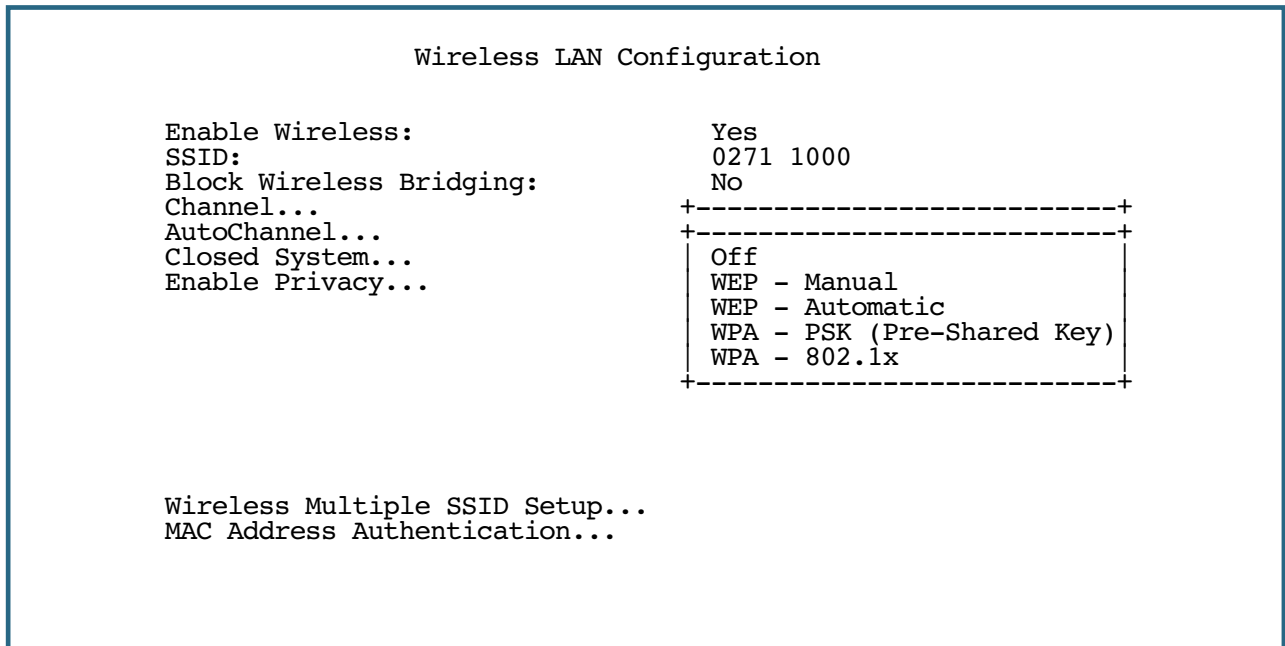 Wireless LAN Configuration
Enable Wireless: Yes
SSID: 0271 1000
Block Wireless Bridging: No
Channel... +---------------------------+
AutoChannel... +---------------------------+
Closed System... | Off |
Enable Privacy... | WEP - Manual |
| WEP - Automatic |
| WPA - PSK (Pre-Shared Key)|
| WPA - 802.1x |
+---------------------------+
Wireless Multiple SSID Setup...
MAC Address Authentication...